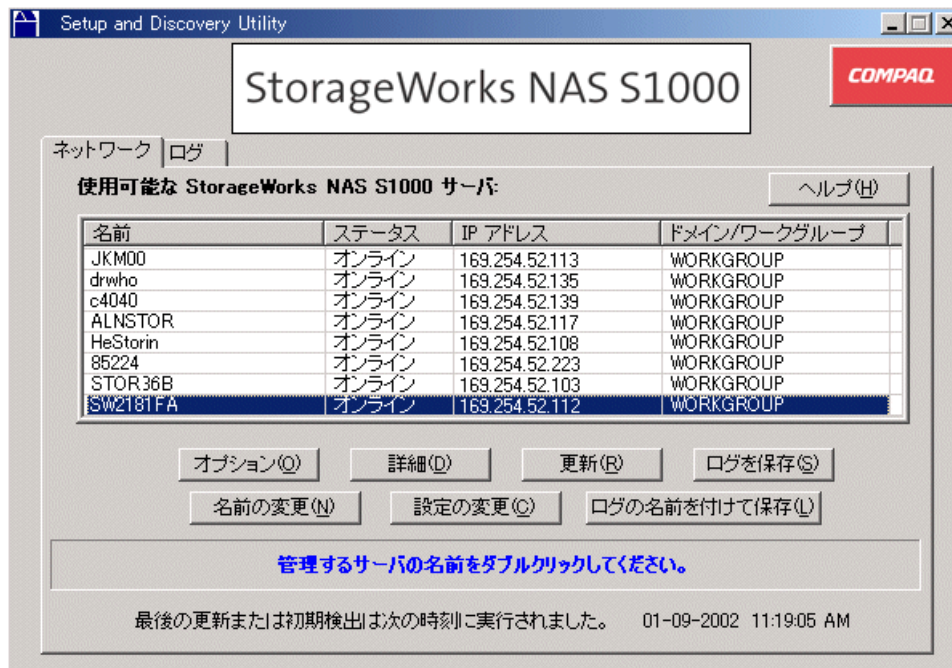 Setup and Discovery Utility
StorageWorks NAS S1000
COMPAQ
ネットワーク ログ
使用可能な StorageWorks NAS S1000 サーバ:
ヘルプ(H)
名前 ステータス IP アドレス ドメイン/ワークグループ
JKM00 オンライン 169.254.52.113 WORKGROUP
drwho オンライン 169.254.52.135 WORKGROUP
c4040 オンライン 169.254.52.139 WORKGROUP
ALNSTOR オンライン 169.254.52.117 WORKGROUP
HeStorin オンライン 169.254.52.108 WORKGROUP
85224 オンライン 169.254.52.223 WORKGROUP
STOR36B オンライン 169.254.52.103 WORKGROUP
SW2181FA オンライン 169.254.52.112 WORKGROUP
オプション(O) 詳細(D) 更新(R) ログを保存(S)
名前の変更(N) 設定の変更(C) ログの名前を付けて保存(L)
管理するサーバの名前をダブルクリックしてください。
最後の更新または初期検出は次の時刻に実行されました。 01-09-2002 11:19:05 AM